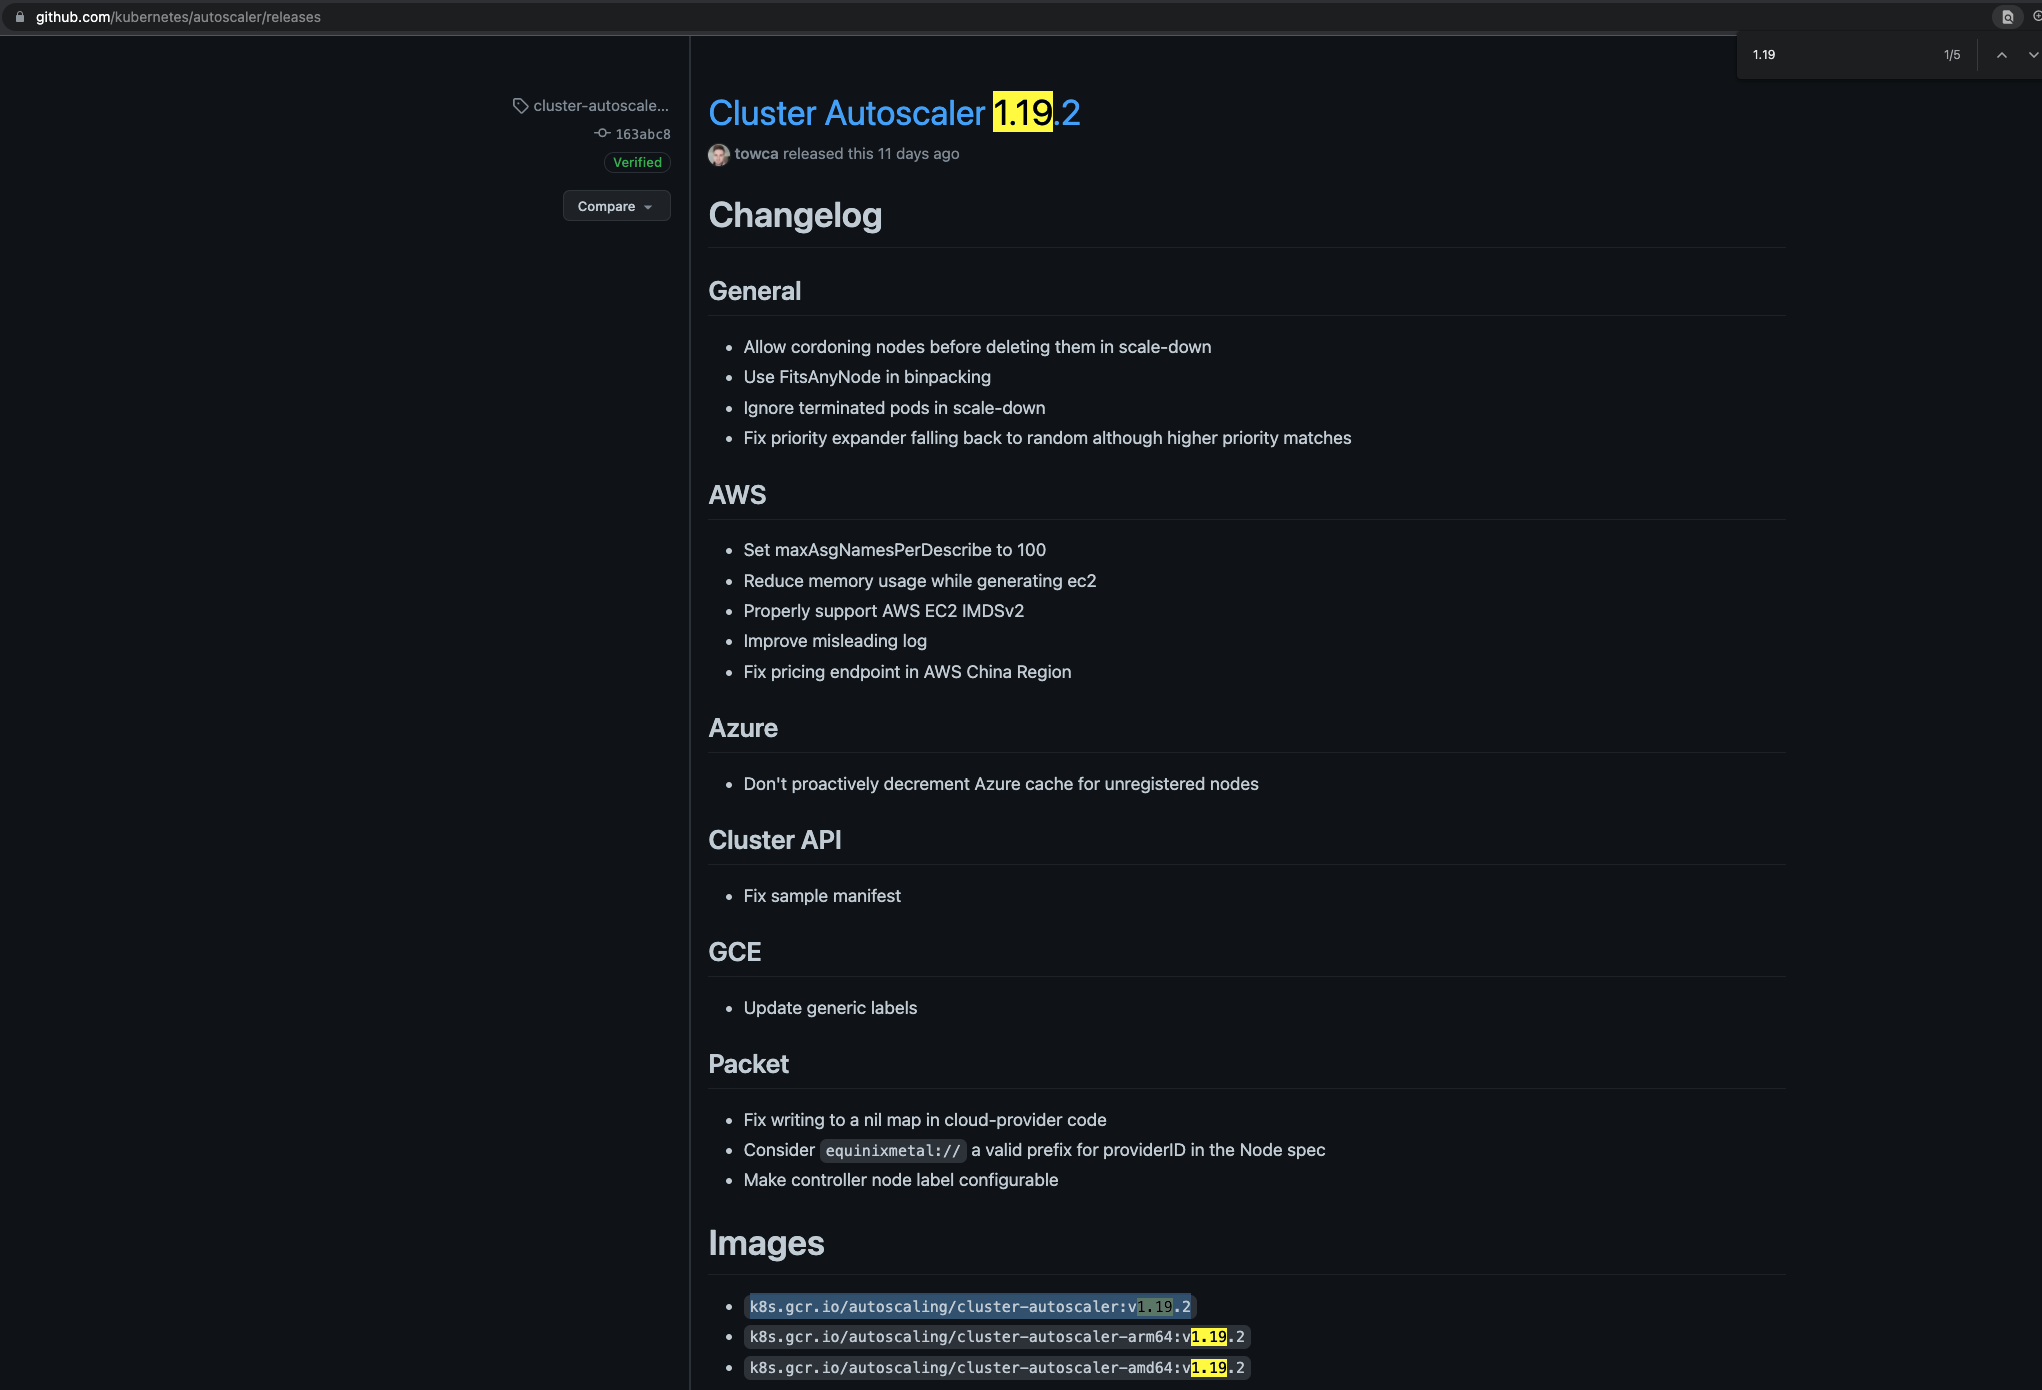 github.com/kubernetes/autoscaler/releases
1.19
1/5
cluster-autoscale...
163abc8
Verified
Compare
Cluster Autoscaler 1.19.2
towca released this 11 days ago
Changelog
General
Allow cordoning nodes before deleting them in scale-down
Use FitsAnyNode in binpacking
Ignore terminated pods in scale-down
Fix priority expander falling back to random although higher priority matches
AWS
Set maxAsgNamesPerDescribe to 100
Reduce memory usage while generating ec2
Properly support AWS EC2 IMDSv2
Improve misleading log
Fix pricing endpoint in AWS China Region
Azure
Don't proactively decrement Azure cache for unregistered nodes
Cluster API
Fix sample manifest
GCE
Update generic labels
Packet
Fix writing to a nil map in cloud-provider code
Consider equinixmetal:// a valid prefix for providerID in the Node spec
Make controller node label configurable
Images
k8s.gcr.io/autoscaling/cluster-autoscaler:v1.19.2
k8s.gcr.io/autoscaling/cluster-autoscaler-arm64:v1.19.2
k8s.gcr.io/autoscaling/cluster-autoscaler-amd64:v1.19.2